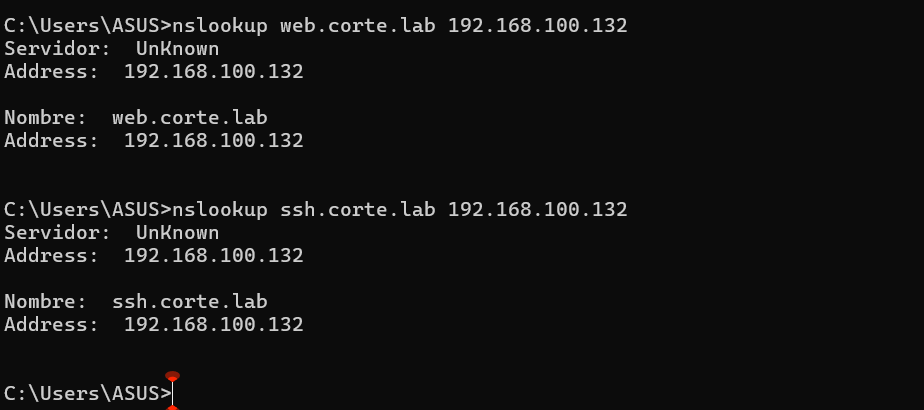 C:\Users\ASUS>nslookup web.corte.lab 192.168.100.132
Servidor:  UnKnown
Address:  192.168.100.132
Nombre:  web.corte.lab
Address:  192.168.100.132
C:\Users\ASUS>nslookup ssh.corte.lab 192.168.100.132
Servidor:  UnKnown
Address:  192.168.100.132
Nombre:  ssh.corte.lab
Address:  192.168.100.132
C:\Users\ASUS>